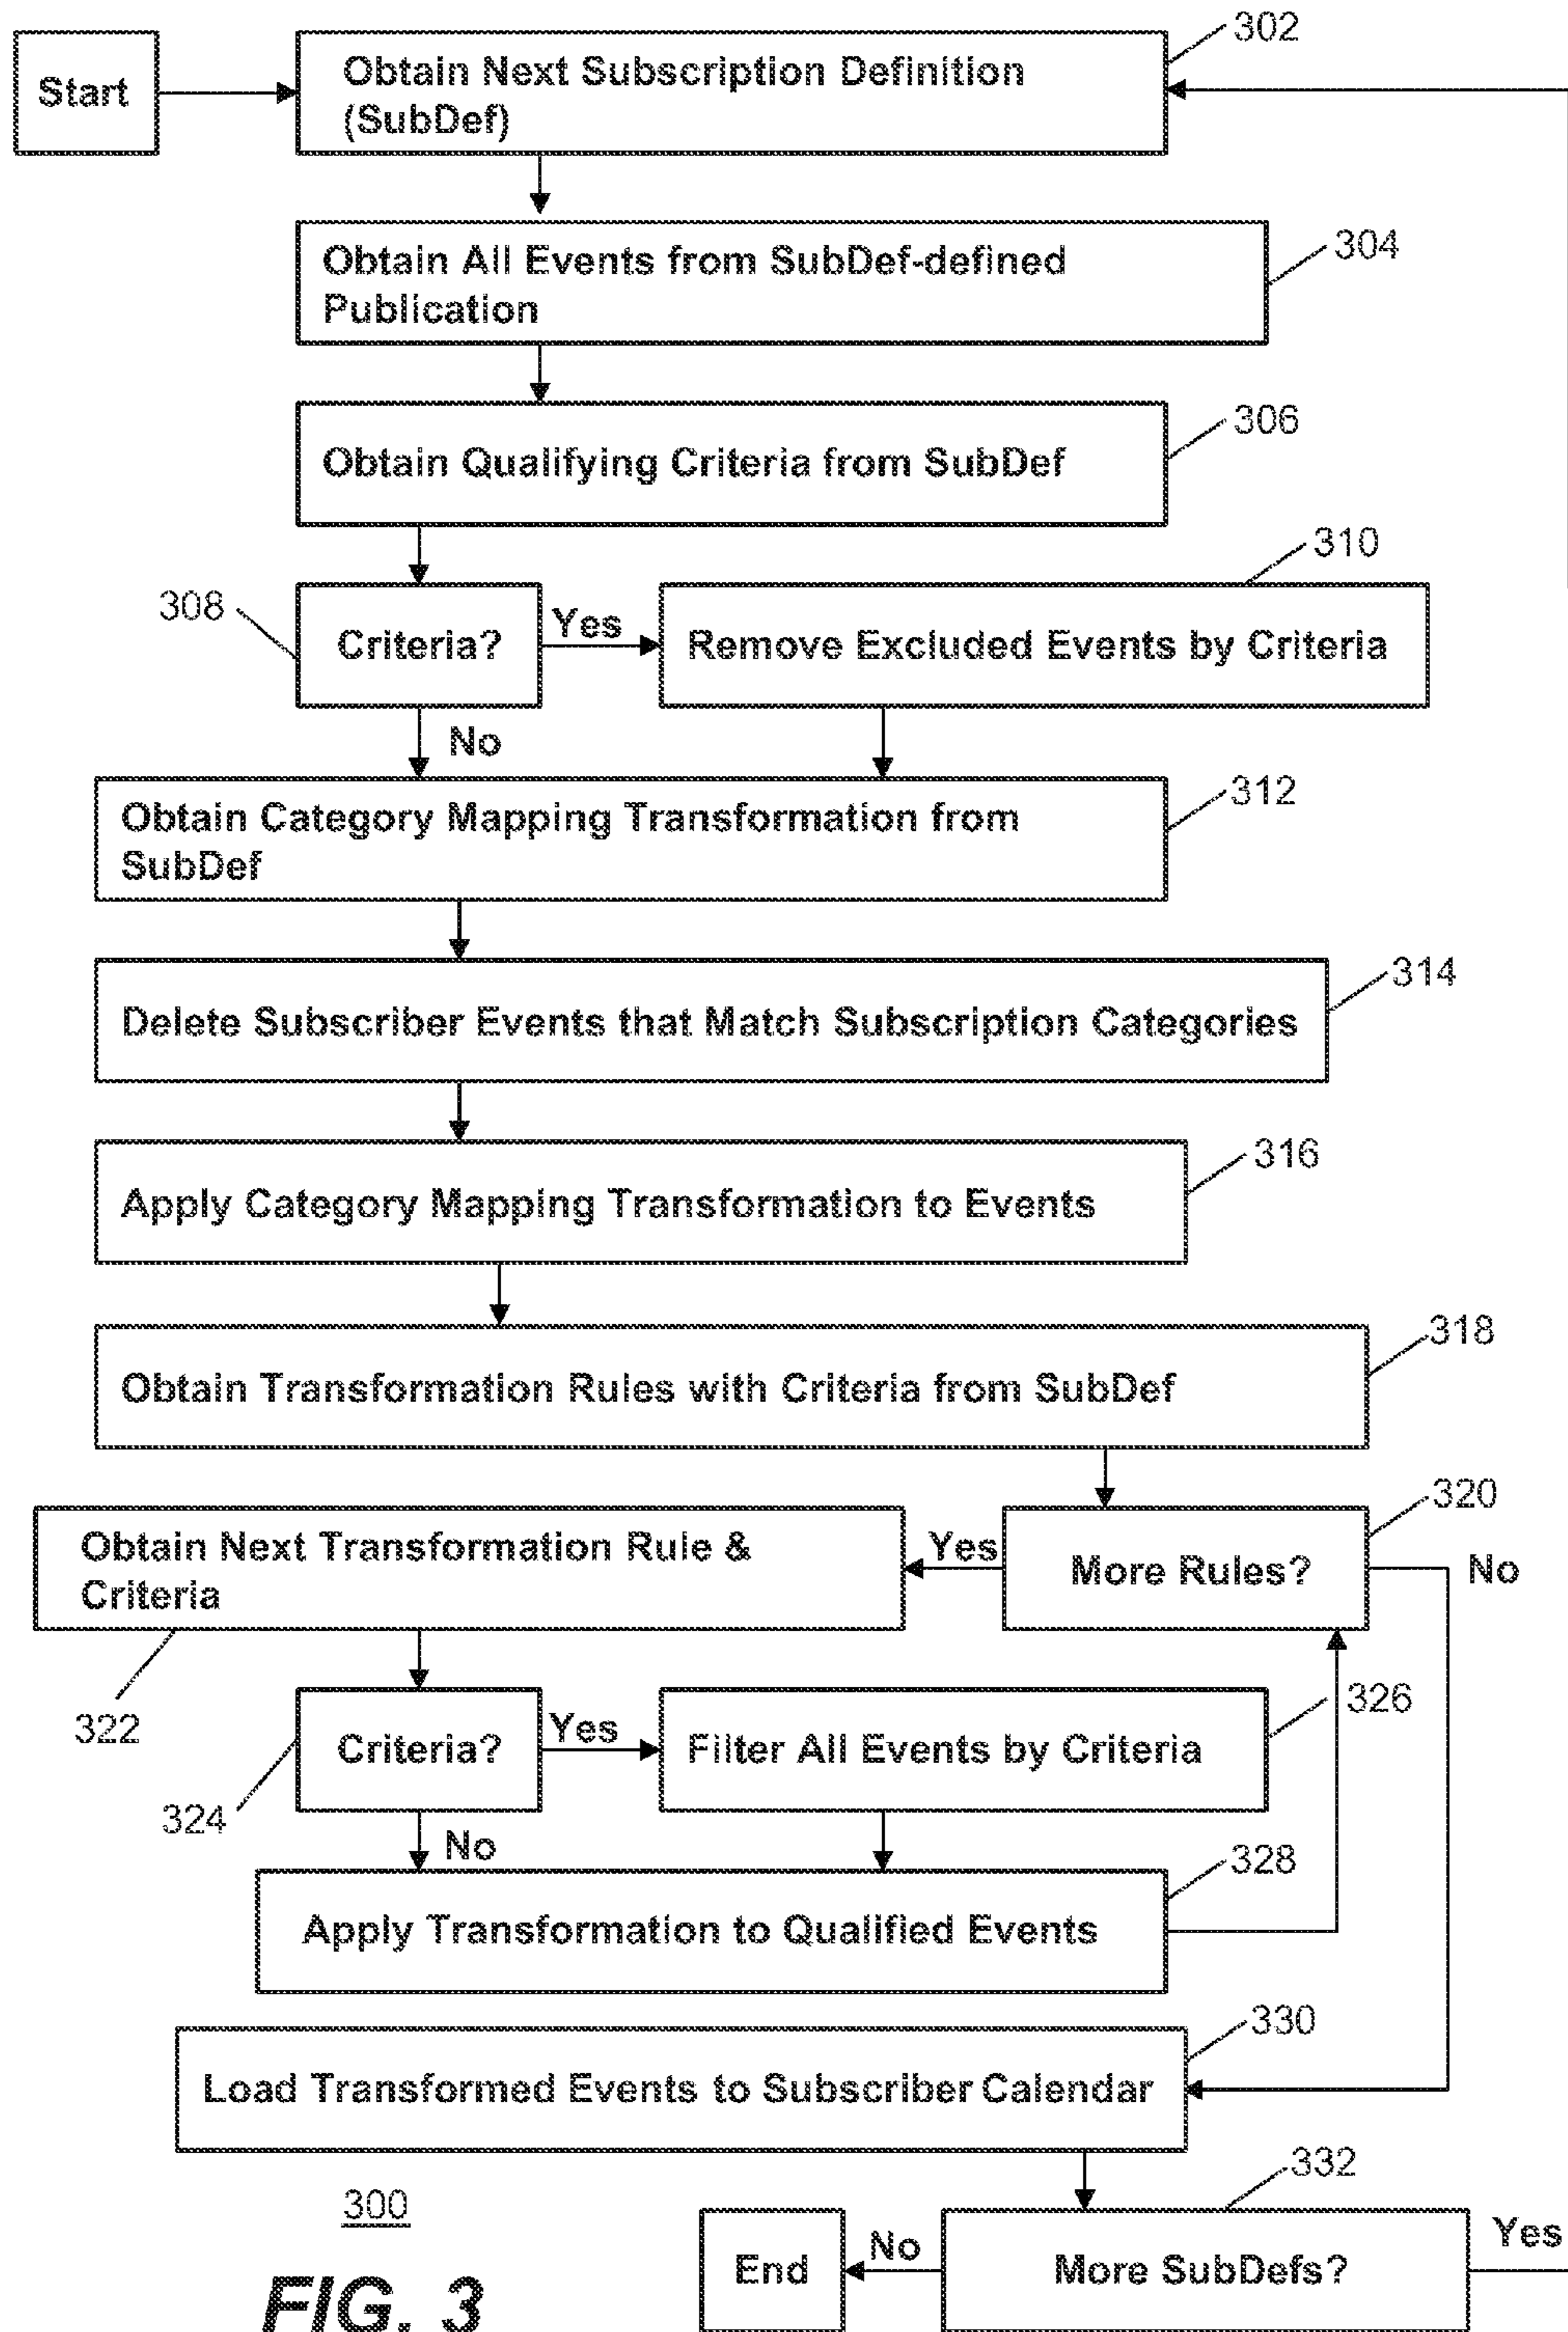 302
Start
Obtain Next Subscription Definition
(SubDef)
304
Obtain All Events from SubDef-defined
Publication
306
Obtain Qualifying Criteria from SubDef
310
308
Criteria?
Yes
Remove Excluded Events by Criteria
No
312
Obtain Category Mapping Transformation from
SubDef
314
Delete Subscriber Events that Match Subscription Categories
316
Apply Category Mapping Transformation to Events
318
Obtain Transformation Rules with Criteria from SubDef
320
Obtain Next Transformation Rule &
Criteria
Yes
More Rules?
No
322
324
Criteria?
Yes
Filter All Events by Criteria
326
No
328
Apply Transformation to Qualified Events
330
Load Transformed Events to Subscriber Calendar
332
300
FIG. 3
End
No
More SubDefs?
Yes